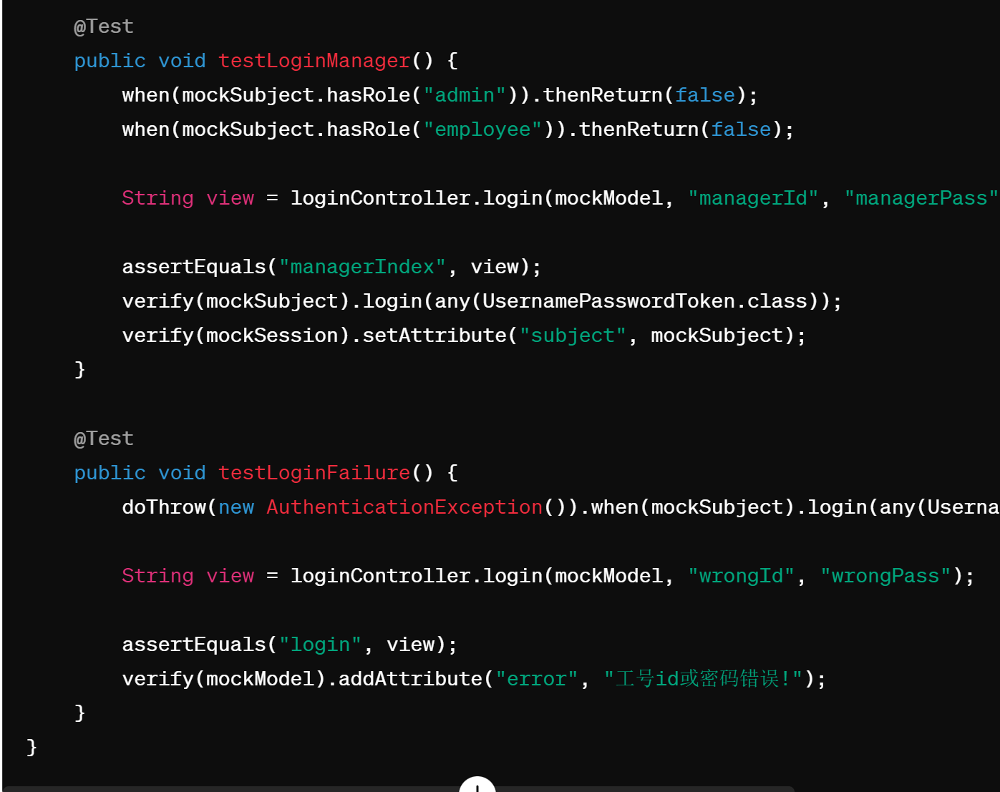 @Test
public void testLoginManager() {
when(mockSubject.hasRole("admin")).thenReturn(false);
when(mockSubject.hasRole("employee")).thenReturn(false);
String view = loginController.login(mockModel, "managerId", "managerPass"
assertEquals("managerIndex", view);
verify(mockSubject).login(any(UsernamePasswordToken.class));
verify(mockSession).setAttribute("subject", mockSubject);
}
@Test
public void testLoginFailure() {
doThrow(new AuthenticationException()).when(mockSubject).login(any(Userna
String view = loginController.login(mockModel, "wrongId", "wrongPass");
assertEquals("login", view);
verify(mockModel).addAttribute("error", "工号id或密码错误!");
}
}